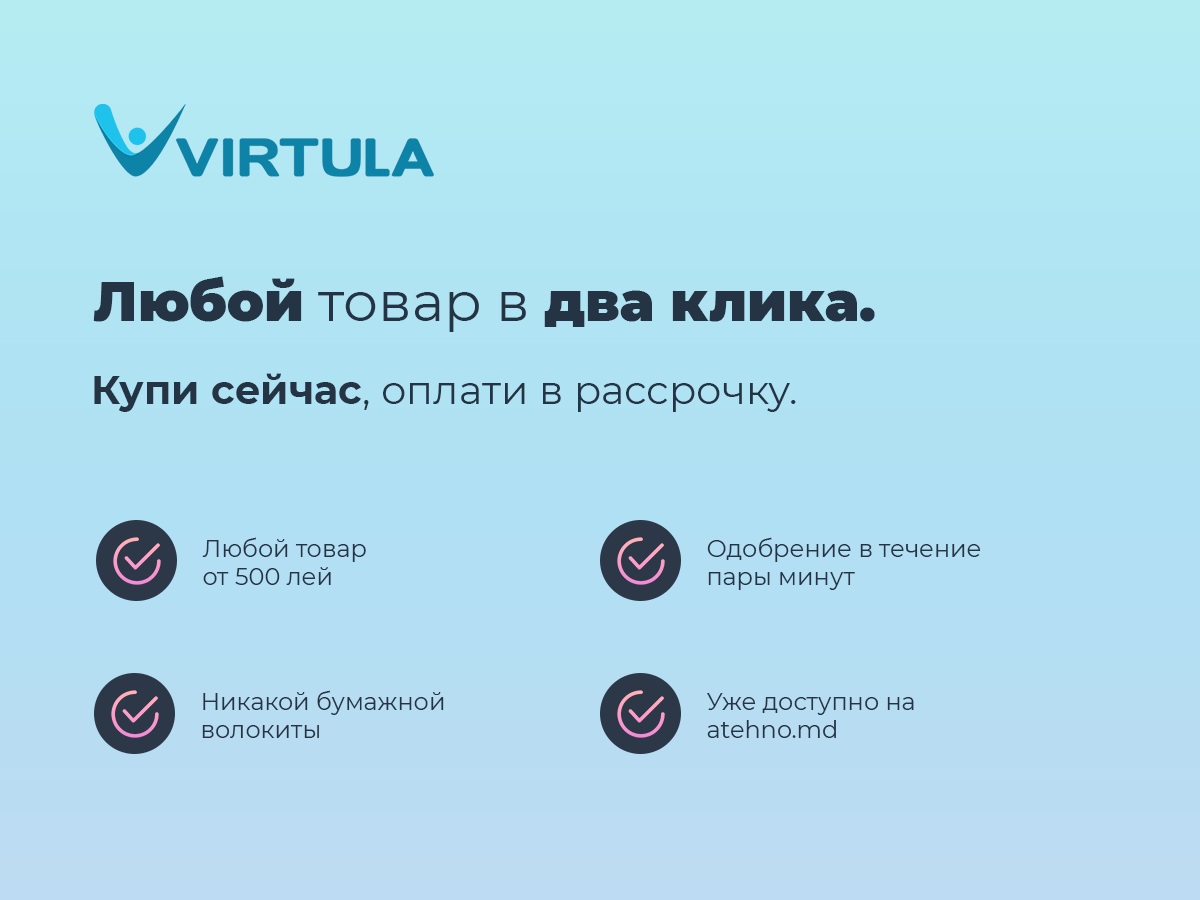 VIRTULA
Любой товар в два клика.
Купи сейчас, оплати в рассрочку.
Любой товар
от 500 лей
Одобрение в течение
пары минут
Никакой бумажной
волокиты
Уже доступно на
atehno.md